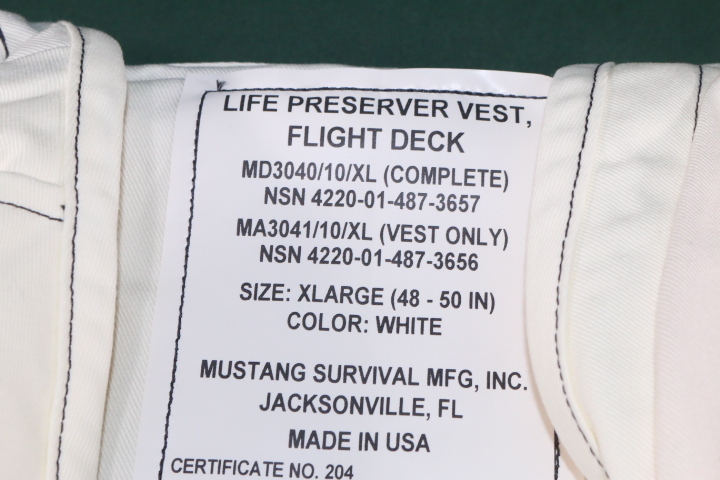 LIFE PRESERVER VEST,
FLIGHT DECK
MD3040/10/XL (COMPLETE)
NSN 4220-01-487-3657
MA3041/10/XL (VEST ONLY)
NSN 4220-01-487-3656
SIZE: XLARGE (48 - 50 IN)
COLOR: WHITE
MUSTANG SURVIVAL MFG, INC.
JACKSONVILLE, FL
MADE IN USA
CERTIFICATE NO. 204